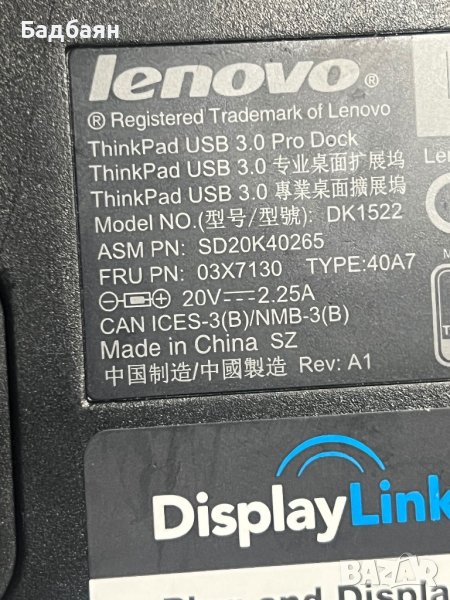 Бадбаян
lenovo®
® Registered Trademark of Lenovo
ThinkPad USB 3.0 Pro Dock
ThinkPad USB 3.0 专业桌面扩展坞
ThinkPad USB 3.0 專業桌面擴展塢
Model NO.(型号/型號): DK1522
ASM PN: SD20K40265
FRU PN: 03X7130 TYPE:40A7
20V⎓2.25A
CAN ICES-3(B)/NMB-3(B)
Made in China SZ
中国制造/中國製造 Rev: A1
Len
DisplayLink
BAZAR